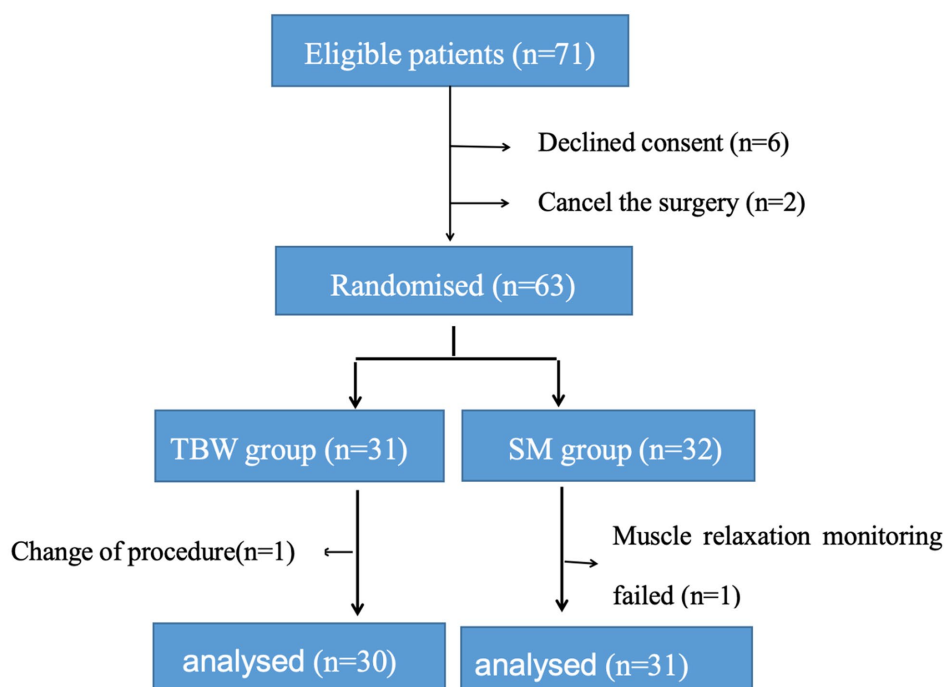 Eligible patients (n=71)
Declined consent (n=6)
Cancel the surgery (n=2)
Randomised (n=63)
TBW group (n=31)
SM group (n=32)
Change of procedure(n=1)
Muscle relaxation monitoring
failed (n=1)
analysed (n=30)
analysed (n=31)